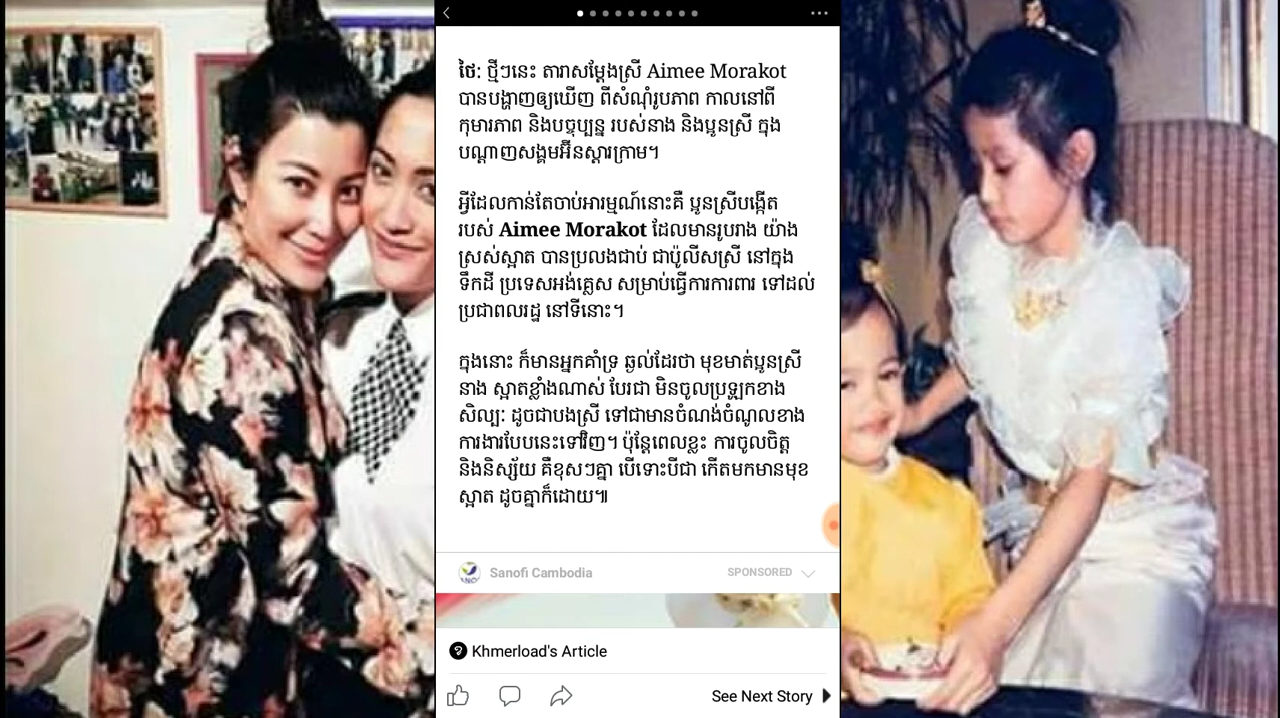 ថៃ: ថ្មីៗនេះ តារាសម្ដែងស្រី Aimee Morakot
បានបង្ហាញឲ្យឃើញ ពីសំណុំរូបភាព កាលនៅពី
កុមារភាព និងបច្ចុប្បន្ន របស់នាង និងប្អូនស្រី ក្នុង
បណ្ដាញសង្គមអ៊ីនស្ដារក្រាម។
អ្វីដែលកាន់តែចាប់អារម្មណ៍នោះគឺ ប្អូនស្រីបង្កើត
របស់ Aimee Morakot ដែលមានរូបរាង យ៉ាង
ស្រស់ស្អាត បានប្រលងជាប់ ជាប៉ូលីសស្រី នៅក្នុង
ទឹកដី ប្រទេសអង់គ្លេស សម្រាប់ធ្វើការការពារ ទៅដល់
ប្រជាពលរដ្ឋ នៅទីនោះ។
ក្នុងនោះ ក៏មានអ្នកគាំទ្រ ឆ្ងល់ដែរថា មុខមាត់ប្អូនស្រី
នាង ស្អាតខ្លាំងណាស់ បែរជា មិនចូលប្រឡូកខាង
សិល្បៈ ដូចជាបងស្រី ទៅជាមានចំណង់ចំណូលខាង
ការងារបែបនេះទៅវិញ។ ប៉ុន្តែពេលខ្លះ ការចូលចិត្ត
និងនិស្ស័យ គឺខុសៗគ្នា បើទោះបីជា កើតមកមានមុខ
ស្អាត ដូចគ្នាក៏ដោយ៕
Sanofi Cambodia
SPONSORED
Khmerload's Article
See Next Story